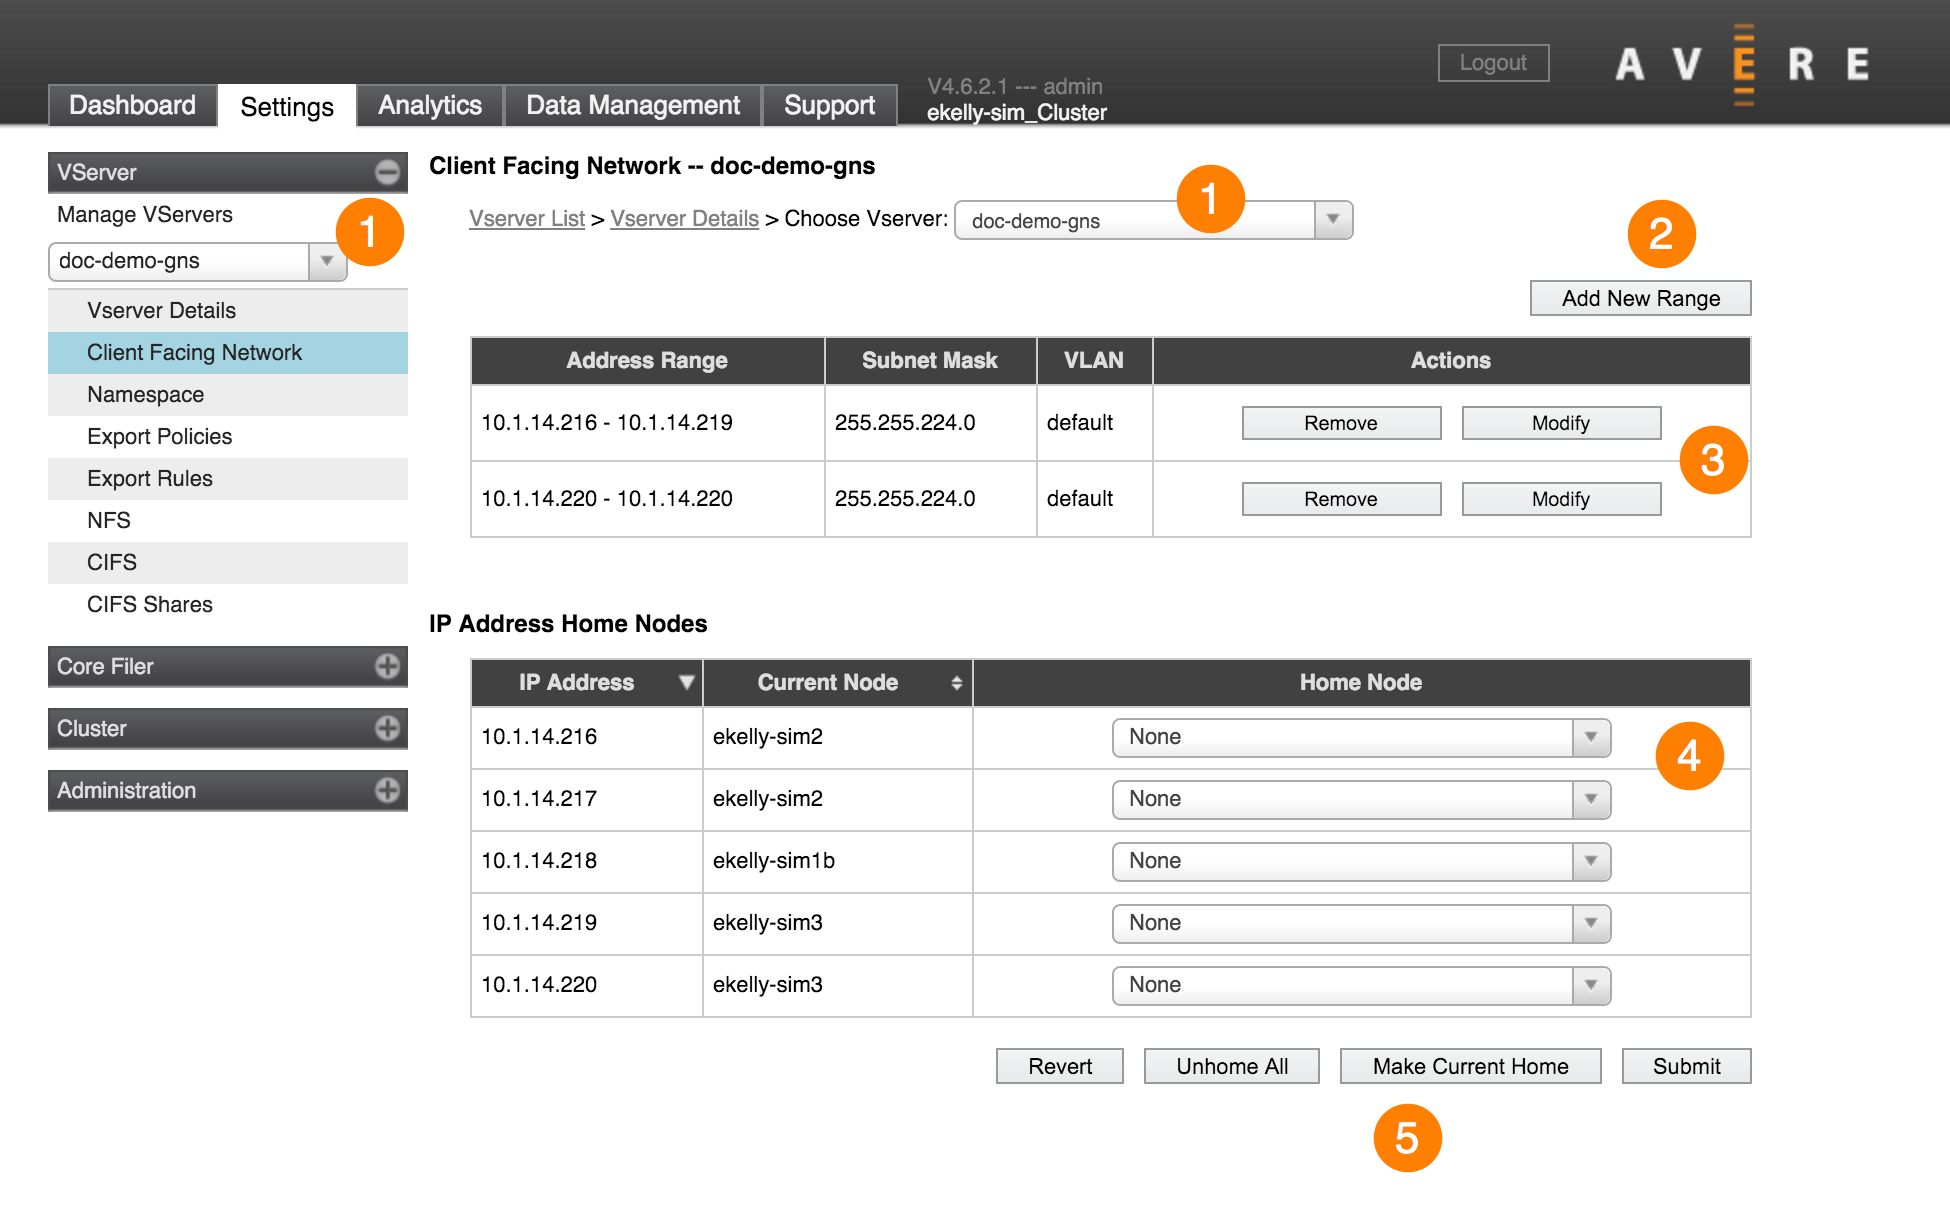 Logout
AVERE
Dashboard
Settings
Analytics
Data Management
Support
V4.6.2.1 --- admin
ekelly-sim_Cluster
VServer
Manage VServers
1
doc-demo-gns
Vserver Details
Client Facing Network
Namespace
Export Policies
Export Rules
NFS
CIFS
CIFS Shares
Core Filer
Cluster
Administration
Client Facing Network -- doc-demo-gns
Vserver List > Vserver Details > Choose Vserver: doc-demo-gns
1
2
Add New Range
Address Range Subnet Mask VLAN Actions
10.1.14.216 - 10.1.14.219 255.255.224.0 default Remove Modify
3
10.1.14.220 - 10.1.14.220 255.255.224.0 default Remove Modify
IP Address Home Nodes
IP Address Current Node Home Node
10.1.14.216 ekelly-sim2 None
4
10.1.14.217 ekelly-sim2 None
10.1.14.218 ekelly-sim1b None
10.1.14.219 ekelly-sim3 None
10.1.14.220 ekelly-sim3 None
Revert Unhome All Make Current Home Submit
5